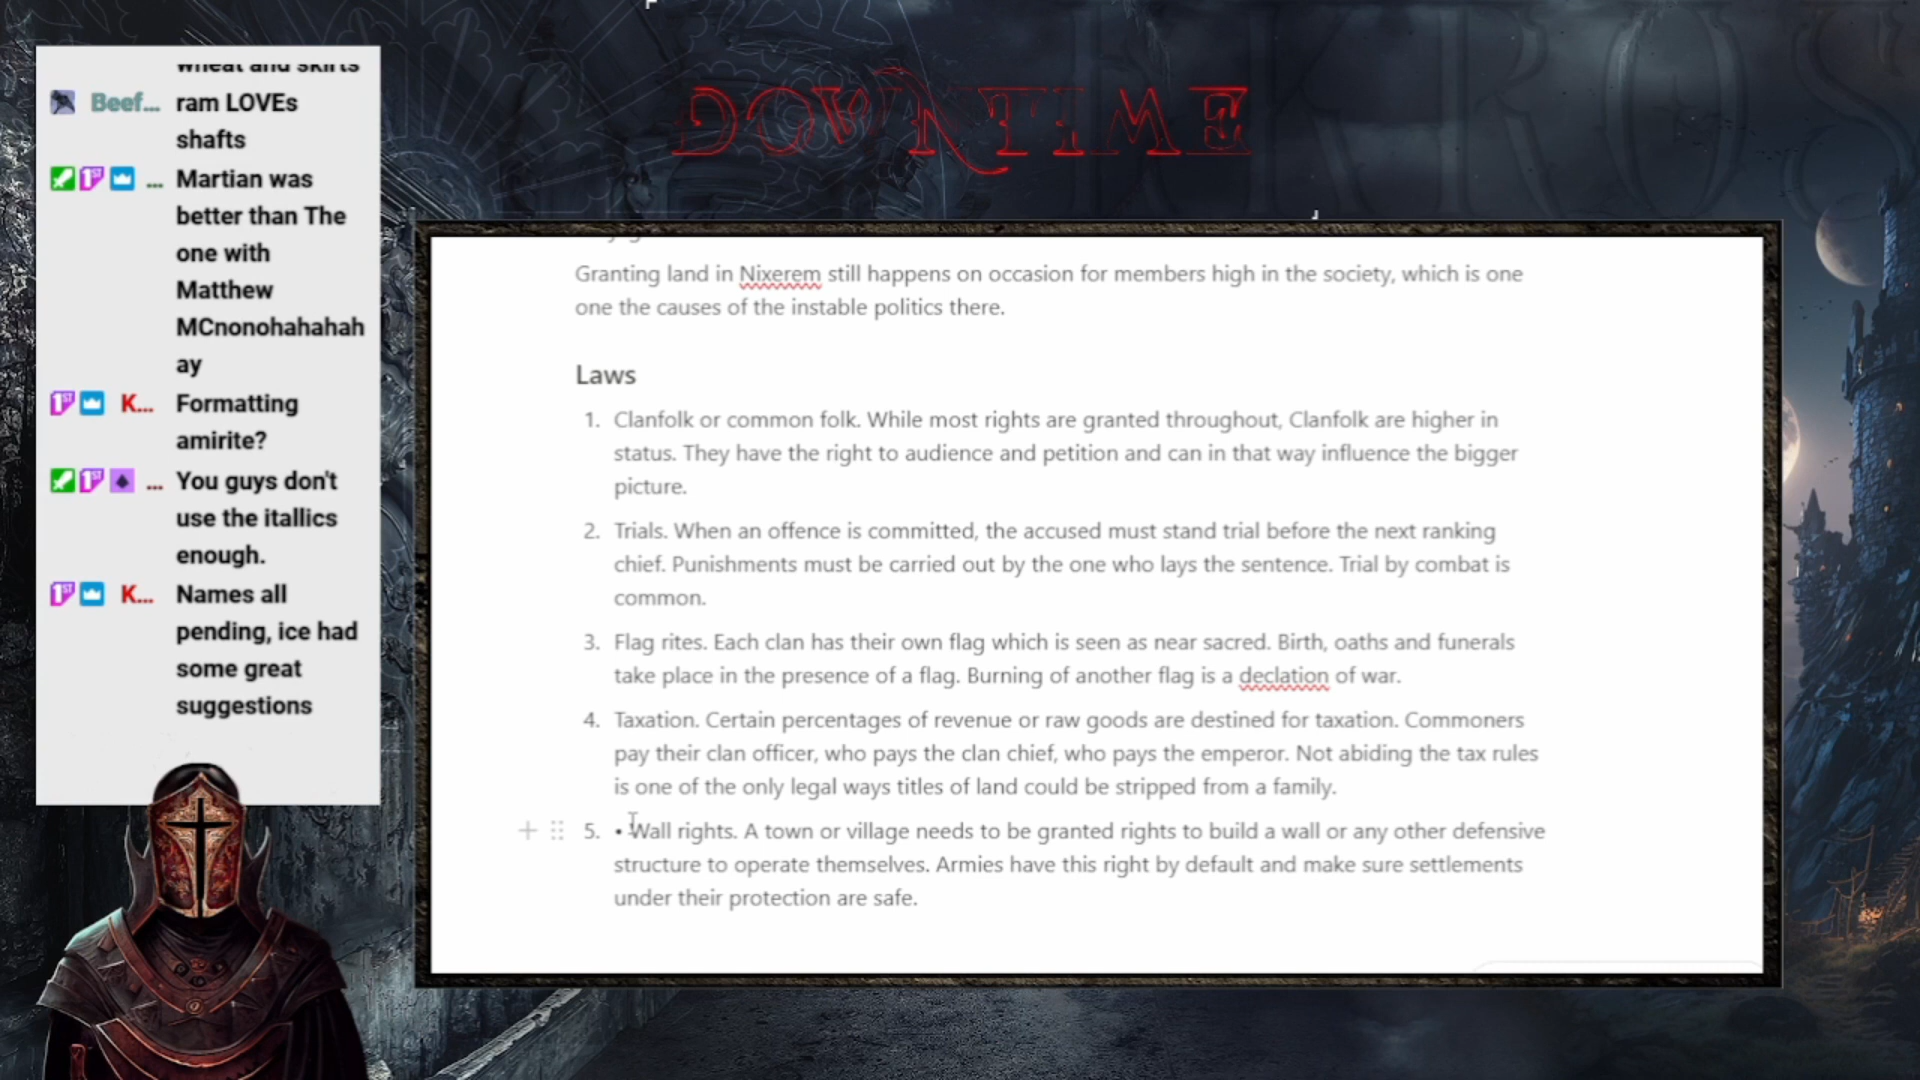 wheat and skirts
Beef... ram LOVEs
shafts
... Martian was
better than The
one with
Matthew
MCnonohahahah
ay
K... Formatting
amirite?
... You guys don't
use the itallics
enough.
K... Names all
pending, ice had
some great
suggestions
DOWNTIME
Granting land in Nixerem still happens on occasion for members high in the society, which is one
one the causes of the instable politics there.
Laws
1. Clanfolk or common folk. While most rights are granted throughout, Clanfolk are higher in
status. They have the right to audience and petition and can in that way influence the bigger
picture.
2. Trials. When an offence is committed, the accused must stand trial before the next ranking
chief. Punishments must be carried out by the one who lays the sentence. Trial by combat is
common.
3. Flag rites. Each clan has their own flag which is seen as near sacred. Birth, oaths and funerals
take place in the presence of a flag. Burning of another flag is a declation of war.
4. Taxation. Certain percentages of revenue or raw goods are destined for taxation. Commoners
pay their clan officer, who pays the clan chief, who pays the emperor. Not abiding the tax rules
is one of the only legal ways titles of land could be stripped from a family.
5. • Wall rights. A town or village needs to be granted rights to build a wall or any other defensive
structure to operate themselves. Armies have this right by default and make sure settlements
under their protection are safe.